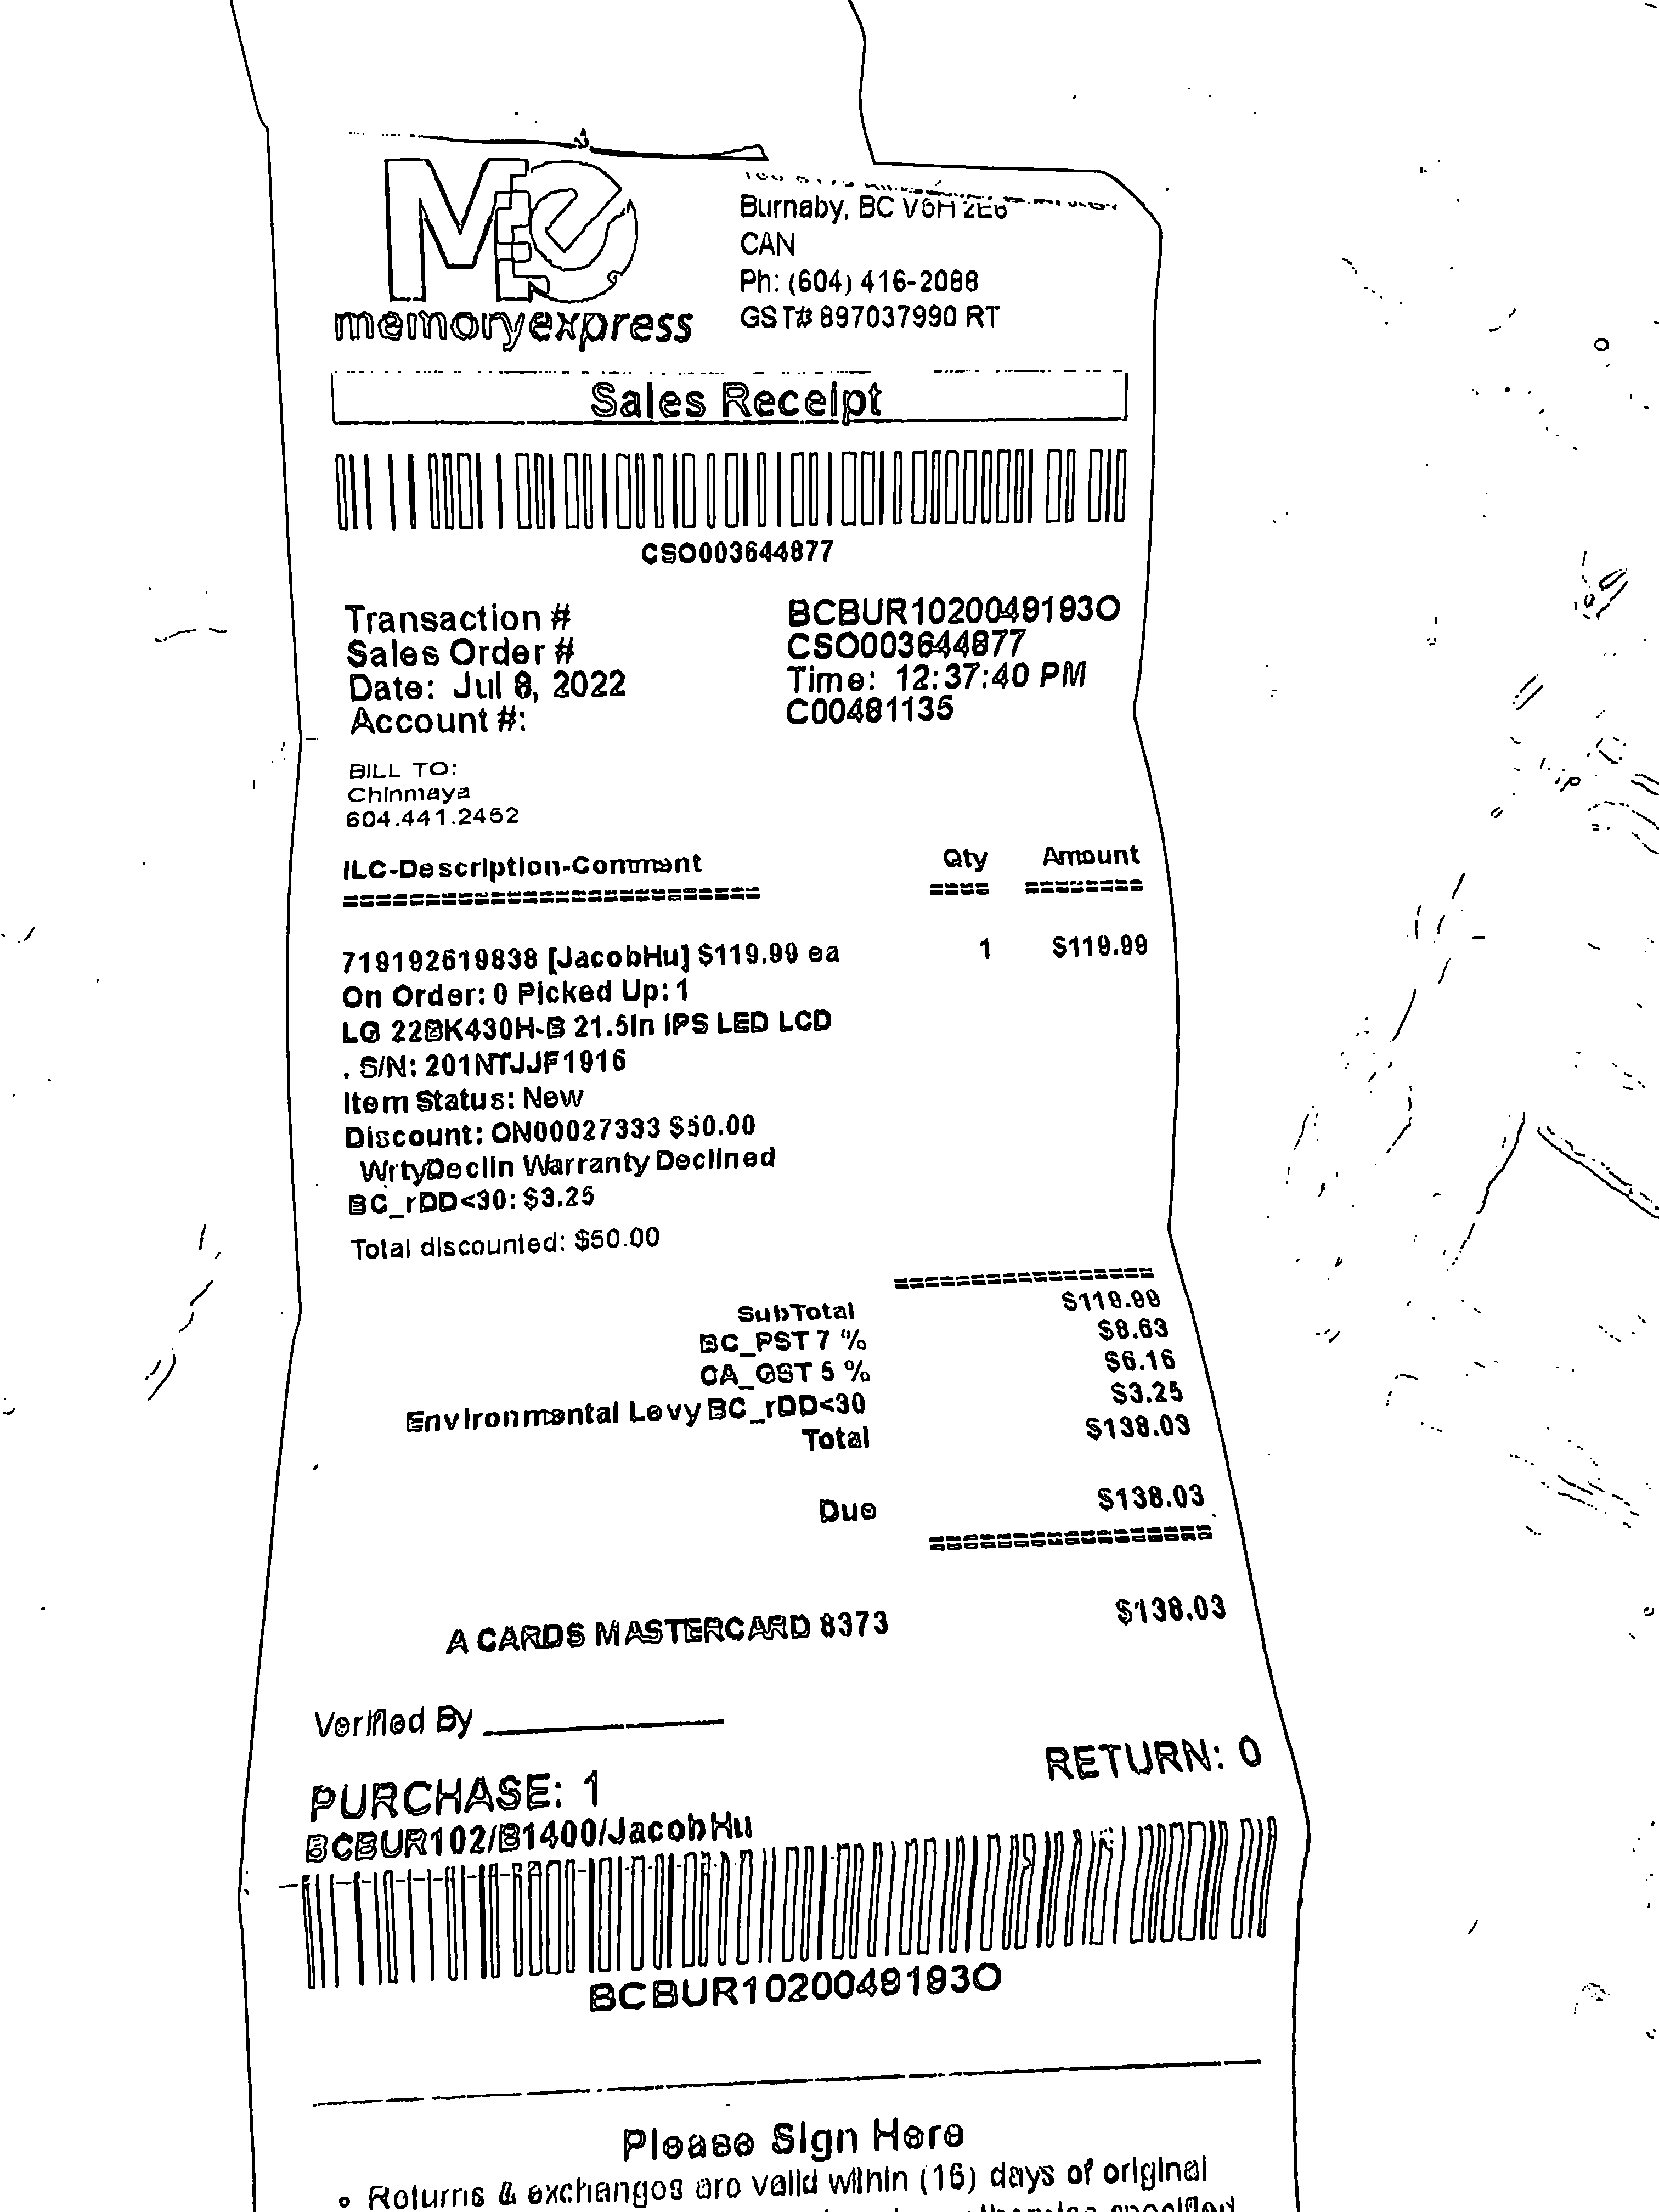 Me
memoryexpress
Burnaby, BC V6H 2E6
CAN
Ph: (604) 416-2088
GST# 897037990 RT
Sales Receipt
CSO003644877
Transaction # BCBUR1020049193O
Sales Order # CSO003644877
Date: Jul 8, 2022 Time: 12:37:40 PM
Account #: C00481135
BILL TO:
Chinmaya
604.441.2452
ILC-Description-Comment Qty Amount
========================== ==== ========
719192619838 [JacobHu] $119.99 ea 1 $119.99
On Order: 0 Picked Up: 1
LG 22BK430H-B 21.5in IPS LED LCD
. S/N: 201NTJJF1916
Item Status: New
Discount: ON00027333 $50.00
WrtyDeclin Warranty Declined
BC_rDD<30: $3.25
Total discounted: $50.00
=================
SubTotal $119.99
BC_PST 7 % $8.63
CA_GST 5 % $6.16
Environmental Levy BC_rDD<30 $3.25
Total $138.03
Due $138.03
=================
A CARDS MASTERCARD 8373 $138.03
Verified By
PURCHASE: 1 RETURN: 0
BCBUR102/B1400/JacobHu
BCBUR1020049193O
Please Sign Here
• Returns & exchanges are valid within (15) days of original
otherwise specified